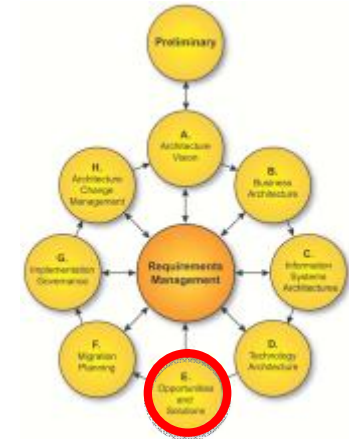 Preliminary
A.
Architecture
Vision
H.
Architecture
Change
Management
B.
Business
Architecture
G.
Implementation
Governance
Requirements
Management
C.
Information
Systems
Architectures
F.
Migration
Planning
D.
Technology
Architecture
E.
Opportunities
and
Solutions